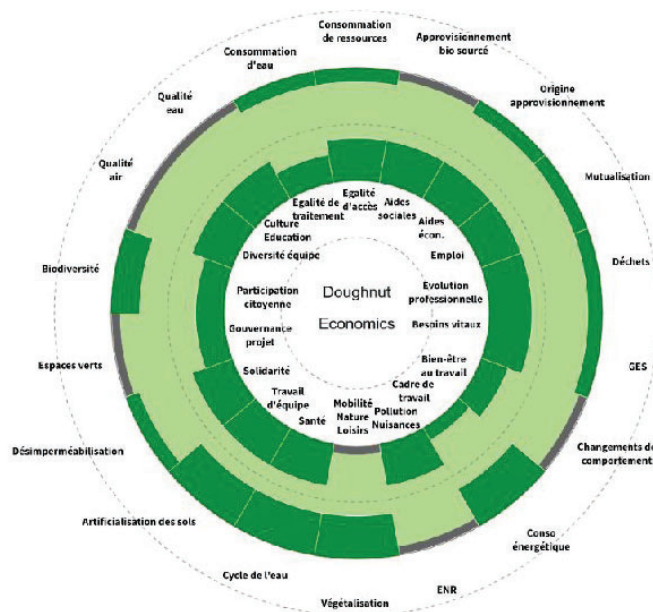 Consommation
de ressources
Approvisionnement
bio sourcé
Origine
approvisionnement
Mutualisation
Déchets
GES
Changements de
comportement
Conso
énergétique
ENR
Végétalisation
Cycle de l'eau
Artificialisation des sols
Désimperméabilisation
Espaces verts
Biodiversité
Qualité
air
Qualité
eau
Consommation
d'eau
Egalité
d'accès
Aides
sociales
Aides
écon.
Emploi
Evolution
professionnelle
Besoins vitaux
Bien-être
au travail
Cadre de
travail
Pollution
Nuisances
Mobilité
Nature
Loisirs
Santé
Travail
d'équipe
Solidarité
Gouvernance
projet
Participation
citoyenne
Diversité équipe
Culture
Education
Egalité de
traitement
Doughnut
Economics